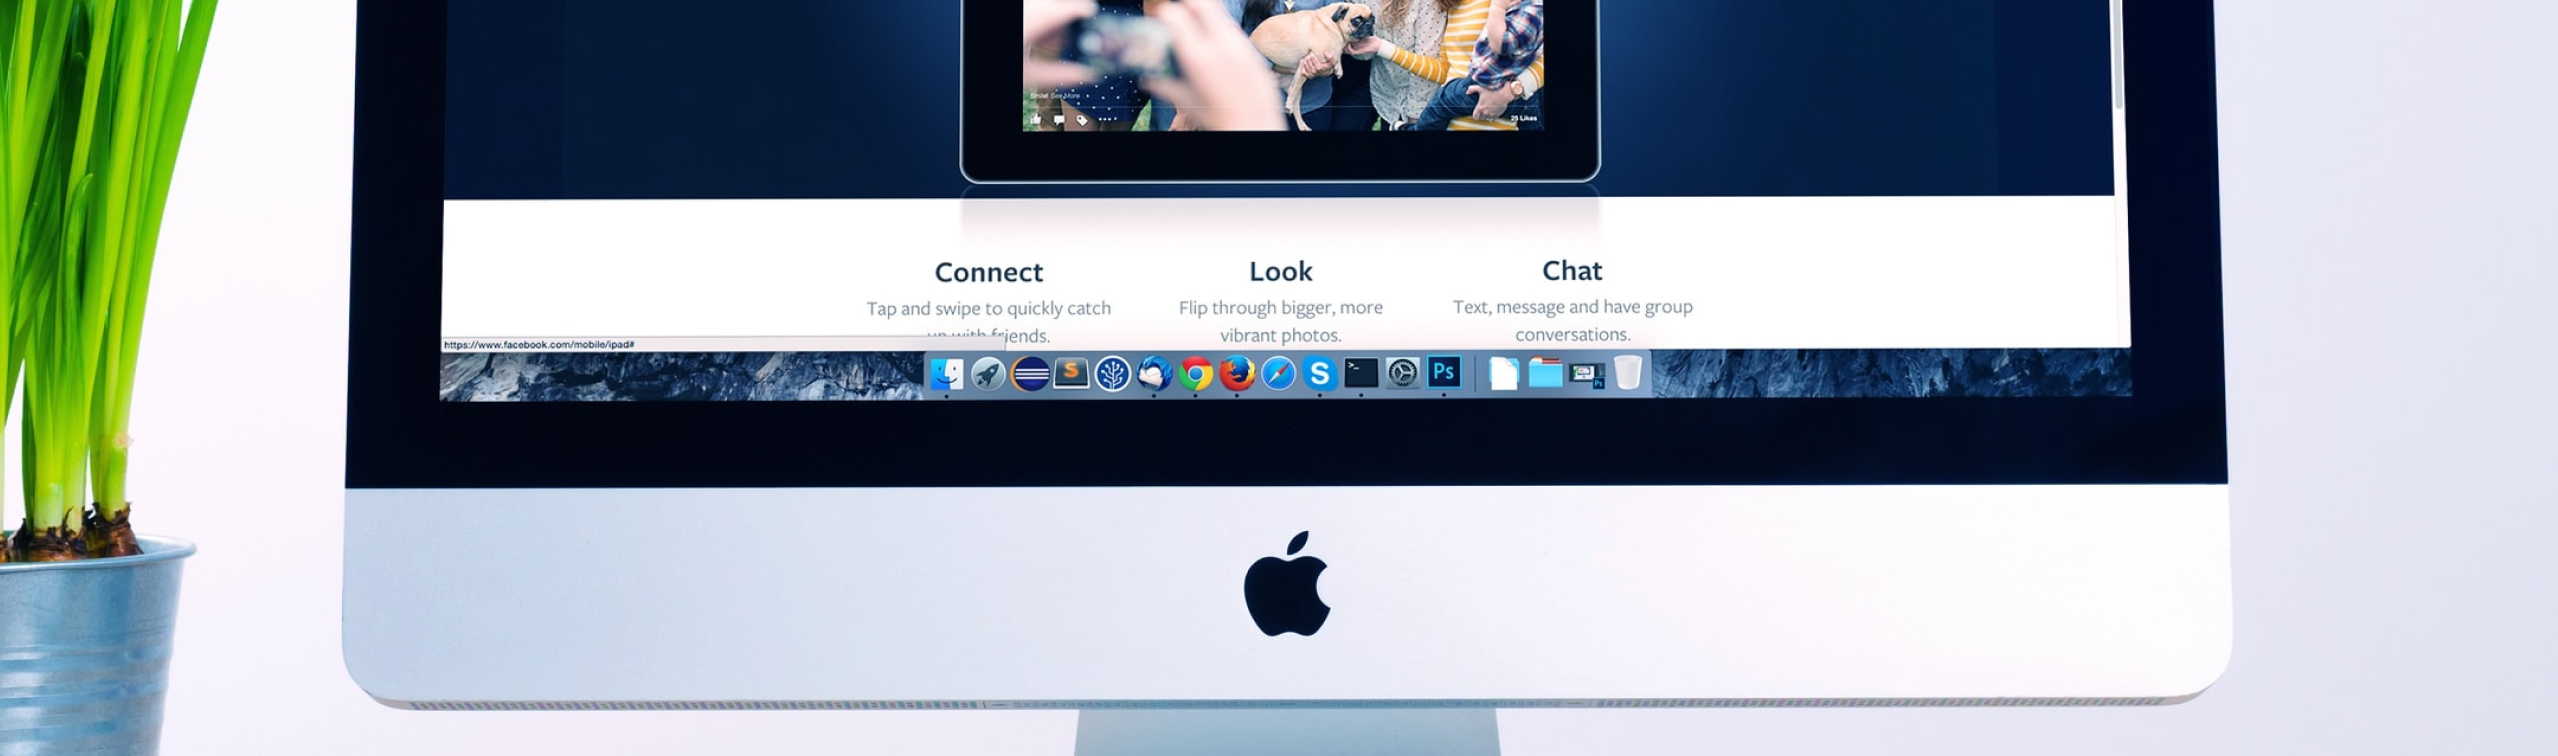 Smile! See More
25 Likes
Connect
Tap and swipe to quickly catch
up with friends.
Look
Flip through bigger, more
vibrant photos.
Chat
Text, message and have group
conversations.
https://www.facebook.com/mobile/ipad#
S
S
>_
Ps
Ps